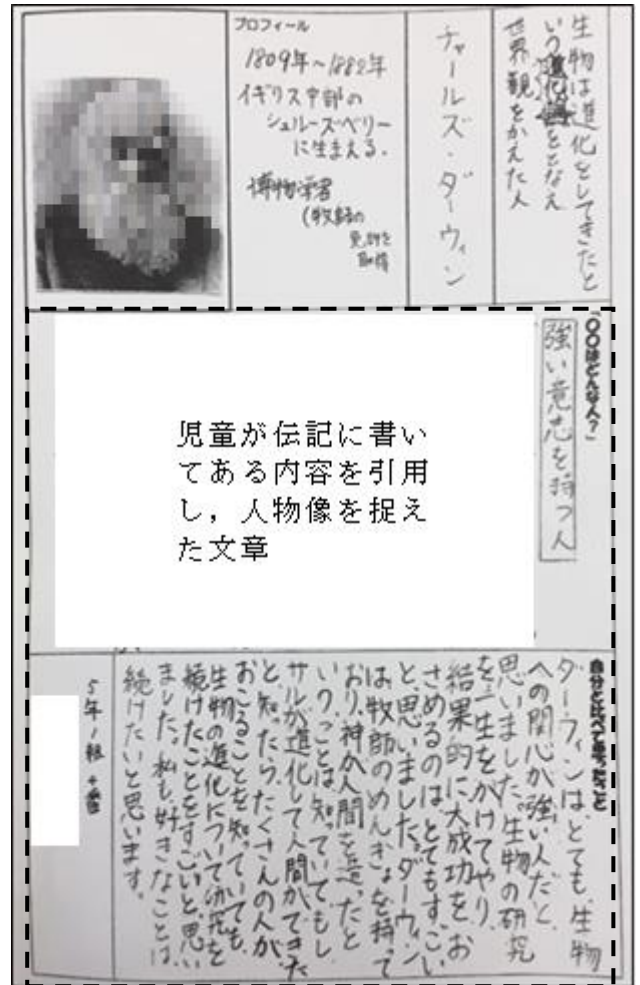 生物は進化をしてきたと
いう進化論をとなえ
世界観をかえた人
チャールズ・ダーウィン
プロフィール
1809年~1882年
イギリス中部の
シュルーズベリー
に生まれる.
博物学者
(牧師の
免許を
取得
「〇〇はどんな人?」
強い意志を持つ人
児童が伝記に書い
てある内容を引用
し，人物像を捉え
た文章
自分と比べて思ったこと
ダーウィンは、とても、生物
への関心が強い人だと、
思いました。生物の研究
を一生をかけてやり、
結果的に大成功を、お
さめるのは、とてもすごい
と、思いました。ダーウィン
は牧師のめんきょを持って
おり、神が人間を造ったと
いうことは知っていてもし
サルが進化して人間ができた
と、知ったら、たくさんの人が、
おこることを知っていても、
生物の進化について研究を
続けたことをすごいと、思い
ました。私も、好きなことは、
続けたいと思います。
5年1組